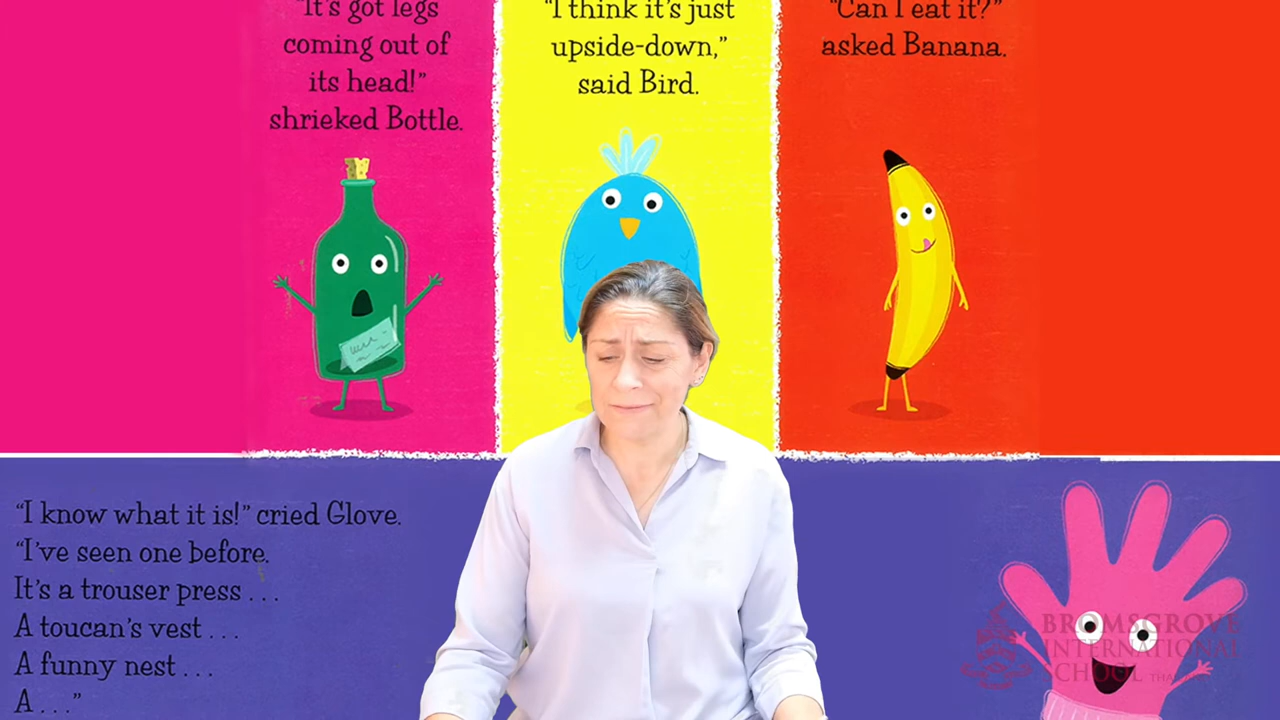 "It's got legs
coming out of
its head!"
shrieked Bottle.
"I think it's just
upside-down,"
said Bird.
"Can I eat it?"
asked Banana.
"I know what it is!" cried Glove.
"I've seen one before.
It's a trouser press . . .
A toucan's vest . . .
A funny nest . . .
A . . ."
BROMSGROVE
INTERNATIONAL
SCHOOL